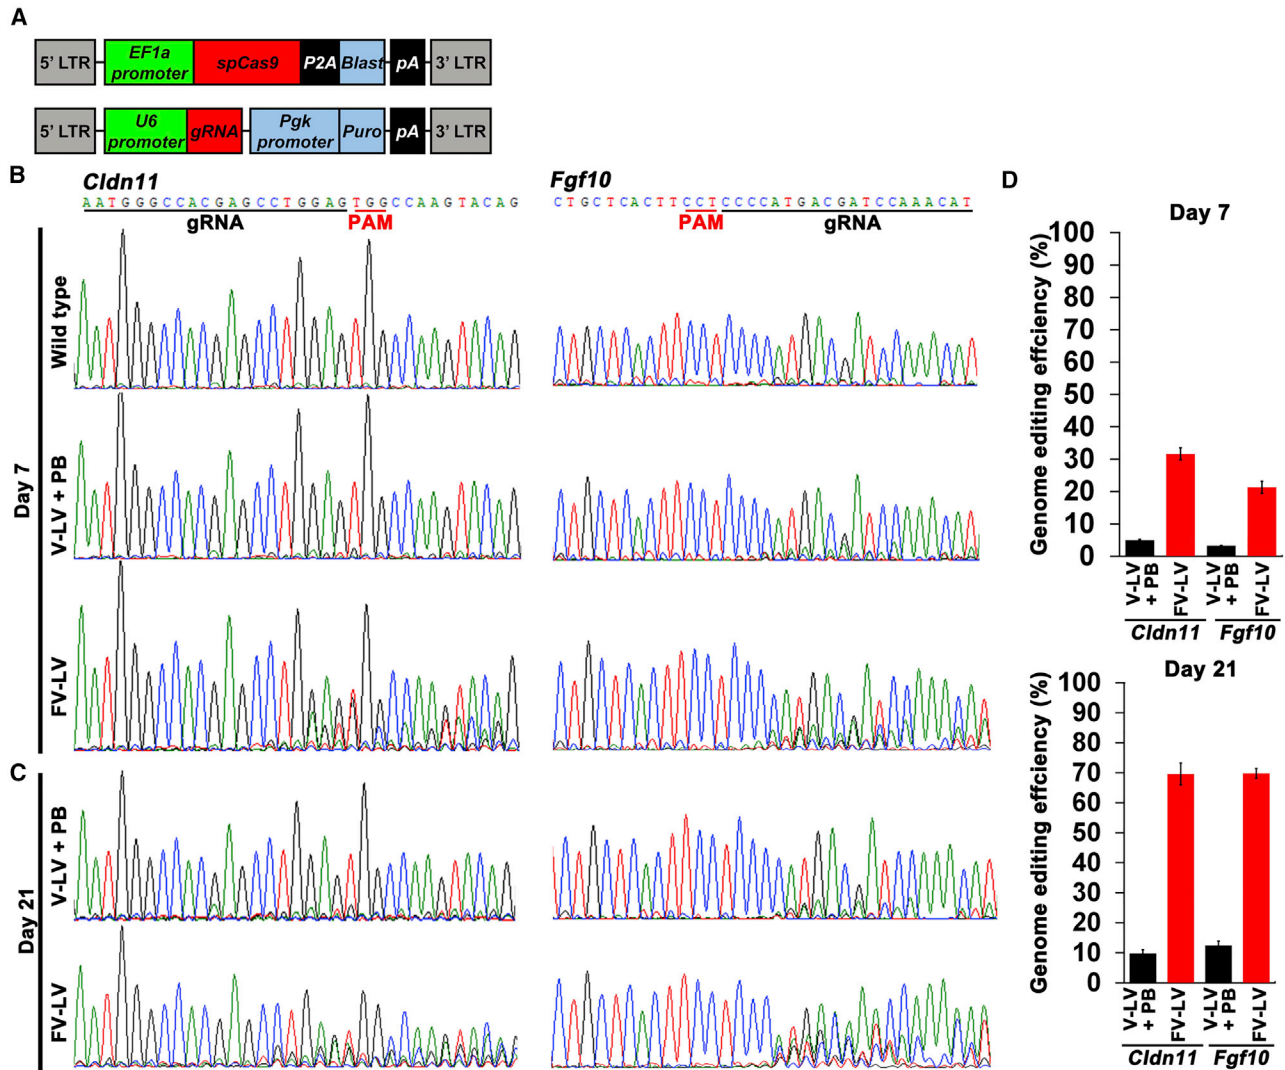 A
5' LTR EF1a promoter spCas9 P2A Blast pA 3' LTR
5' LTR U6 promoter gRNA Pgk promoter Puro pA 3' LTR
B
Cldn11
AATGGGCCACGAGCCTGGAGTGGCCAAGTACAG
gRNA PAM
Fgf10
CTGCTCACTTCCTCCCCATGACGATCCAAACAT
PAM gRNA
Day 7
Wild type
V-LV + PB
FV-LV
C
Day 21
V-LV + PB
FV-LV
D
Day 7
Genome editing effciency (%)
100
90
80
70
60
50
40
30
20
10
0
V-LV + PB
FV-LV
V-LV + PB
FV-LV
Cldn11 Fgf10
Day 21
Genome editing effciency (%)
100
90
80
70
60
50
40
30
20
10
0
V-LV + PB
FV-LV
V-LV + PB
FV-LV
Cldn11 Fgf10